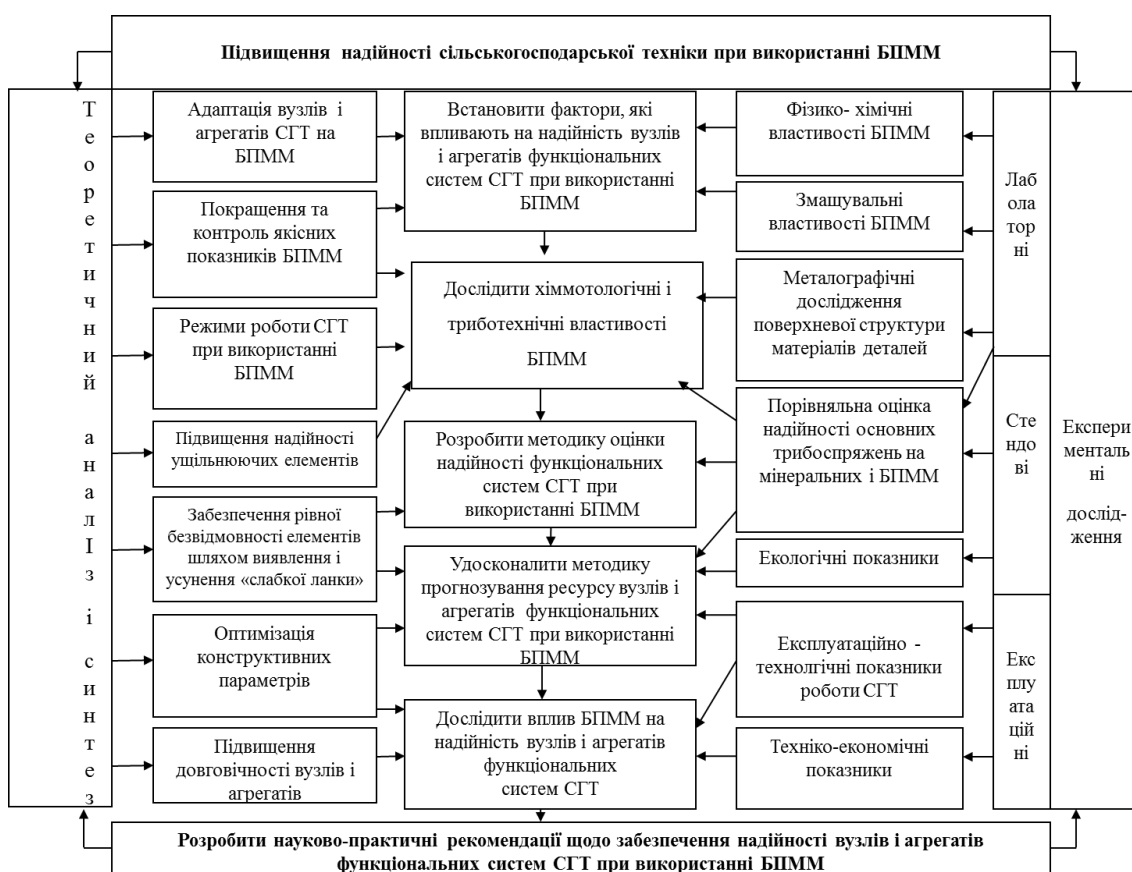 Підвищення надійності сільськогосподарської техніки при використанні БПММ
Теоретичний аналІз і синтез
Адаптація вузлів і
агрегатів СГТ на
БПММ
Покращення та
контроль якісних
показників БПММ
Режими роботи СГТ
при використанні
БПММ
Підвищення надійності
ущільнюючих елементів
Забезпечення рівної
безвідмовності елементів
шляхом виявлення і
усунення «слабкої ланки»
Оптимізація
конструктивних
параметрів
Підвищення
довговічності вузлів і
агрегатів
Встановити фактори, які
впливають на надійність вузлів
і агрегатів функціональних
систем СГТ при використанні
БПММ
Дослідити хіммотологічні і
триботехнічні властивості
БПММ
Розробити методику оцінки
надійності функціональних
систем СГТ при
використанні БПММ
Удосконалити методику
прогнозування ресурсу вузлів і
агрегатів функціональних
систем СГТ при використанні
БПММ
Дослідити вплив БПММ на
надійність вузлів і агрегатів
функціональних
систем СГТ
Фізико- хімічні
властивості БПММ
Змашувальні
властивості БПММ
Металографічні
дослідження
поверхневої структури
матеріалів деталей
Порівняльна оцінка
надійності основних
трибоспряжень на
мінеральних і БПММ
Екологічні показники
Експлуатаційно -
технолгічні показники
роботи СГТ
Техніко-економічні
показники
Лаб
ола
тор
ні
Сте
ндо
ві
Екс
плу
атац
ійні
Експери
менталь
ні
дослід-
ження
Розробити науково-практичні рекомендації щодо забезпечення надійності вузлів і агрегатів
функціональних систем СГТ при використанні БПММ